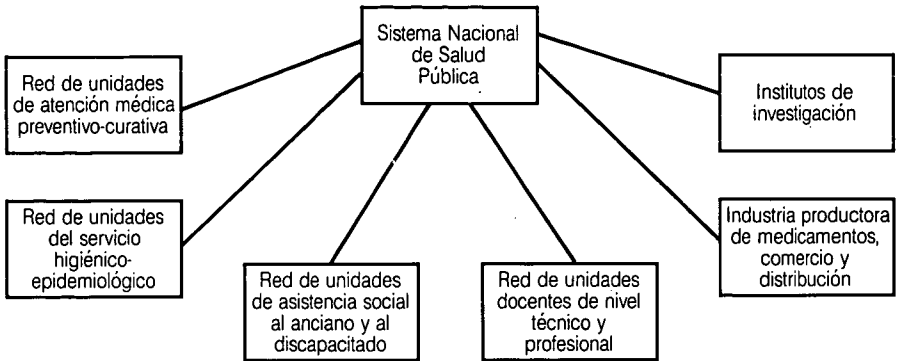 Sistema Nacional
de Salud
Pública
Red de unidades
de atención médica
preventivo-curativa
Institutos de
investigación
Red de unidades
del servicio
higiénico-
epidemiológico
Industria productora
de medicamentos,
comercio y
distribución
Red de unidades
de asistencia social
al anciano y al
discapacitado
Red de unidades
docentes de nivel
técnico y
profesional